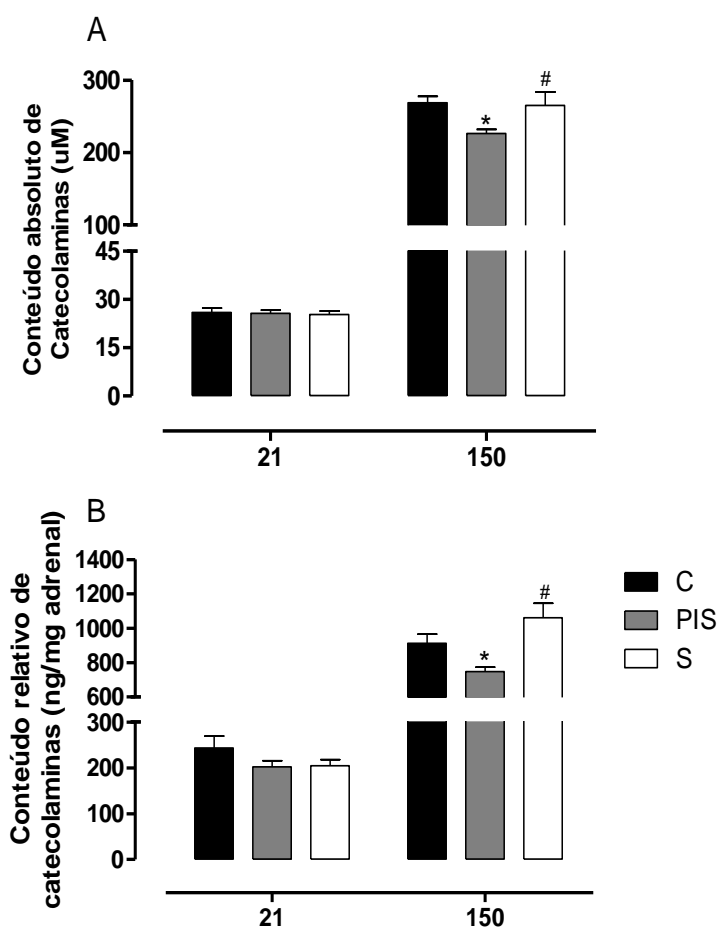 A
Conteúdo absoluto de
Catecolaminas (uM)
300
200
100
45
30
15
0
*
#
21
150
B
Conteúdo relativo de
catecolaminas (ng/mg adrenal)
1400
1200
1000
800
600
300
200
100
0
*
#
21
150
C
PIS
S